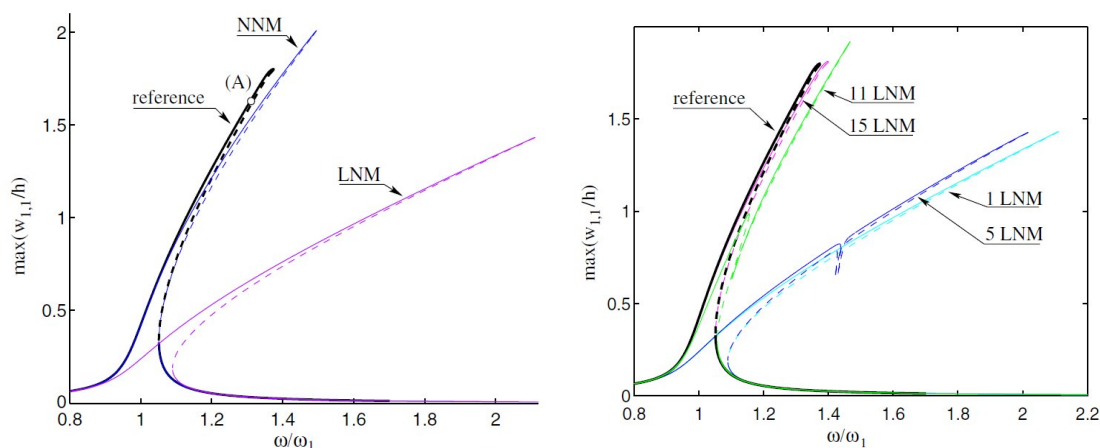 2
1.5
1
0.5
0
max(w1,1/h)
NNM
(A)
reference
LNM
0.8
1
1.2
1.4
1.6
1.8
2
ω/ω1
1.5
1
0.5
0
max(w1,1/h)
reference
11 LNM
15 LNM
1 LNM
5 LNM
0.8
1
1.2
1.4
1.6
1.8
2
2.2
ω/ω1